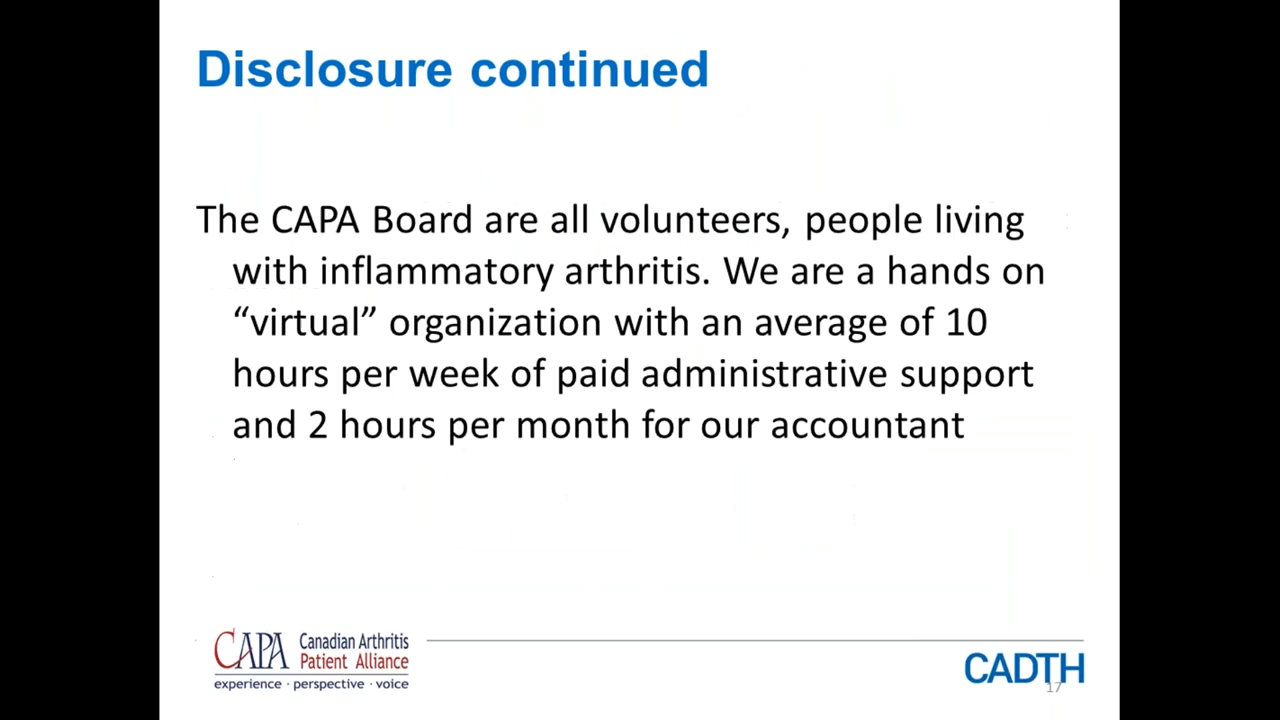 Disclosure continued
The CAPA Board are all volunteers, people living
with inflammatory arthritis. We are a hands on
“virtual” organization with an average of 10
hours per week of paid administrative support
and 2 hours per month for our accountant
CAPA Canadian Arthritis
Patient Alliance
experience · perspective · voice
CADTH
17